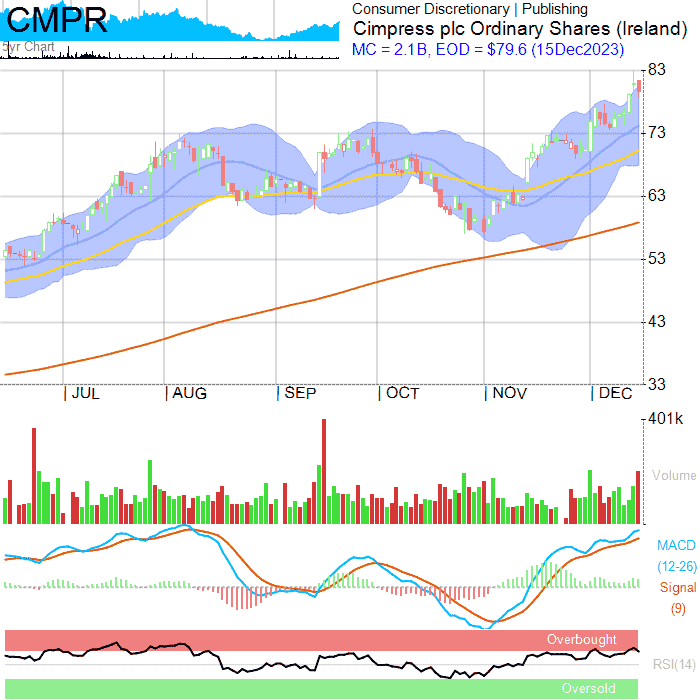 CMPR
5yr Chart
Consumer Discretionary | Publishing
Cimpress plc Ordinary Shares (Ireland)
MC = 2.1B, EOD = $79.6 (15Dec2023)
83
73
63
53
43
33
| JUL | AUG | SEP | OCT | NOV | DEC
401k
Volume
MACD
(12-26)
Signal
(9)
Overbought
RSI(14)
Oversold